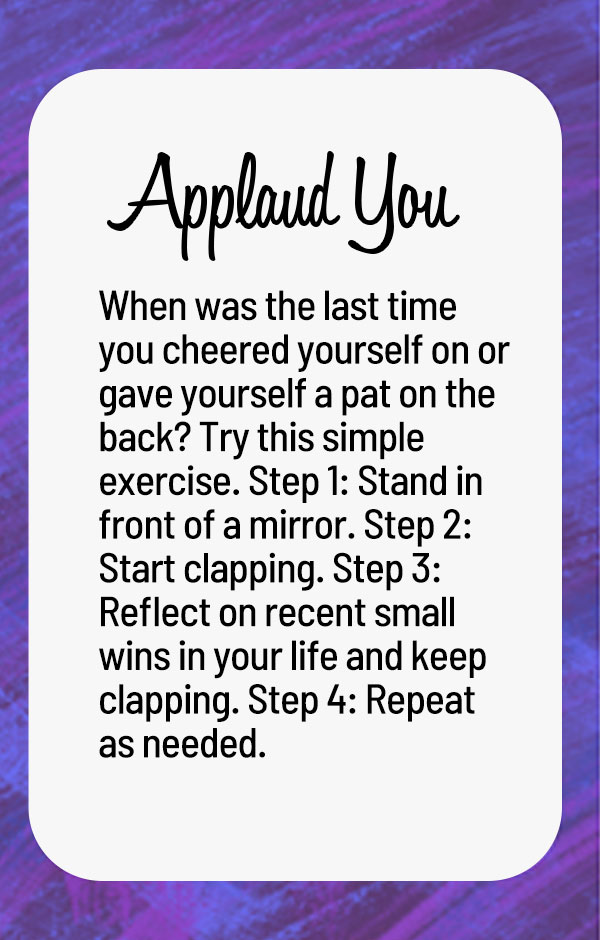 Applaud You
When was the last time
you cheered yourself on or
gave yourself a pat on the
back? Try this simple
exercise. Step 1: Stand in
front of a mirror. Step 2:
Start clapping. Step 3:
Reflect on recent small
wins in your life and keep
clapping. Step 4: Repeat
as needed.